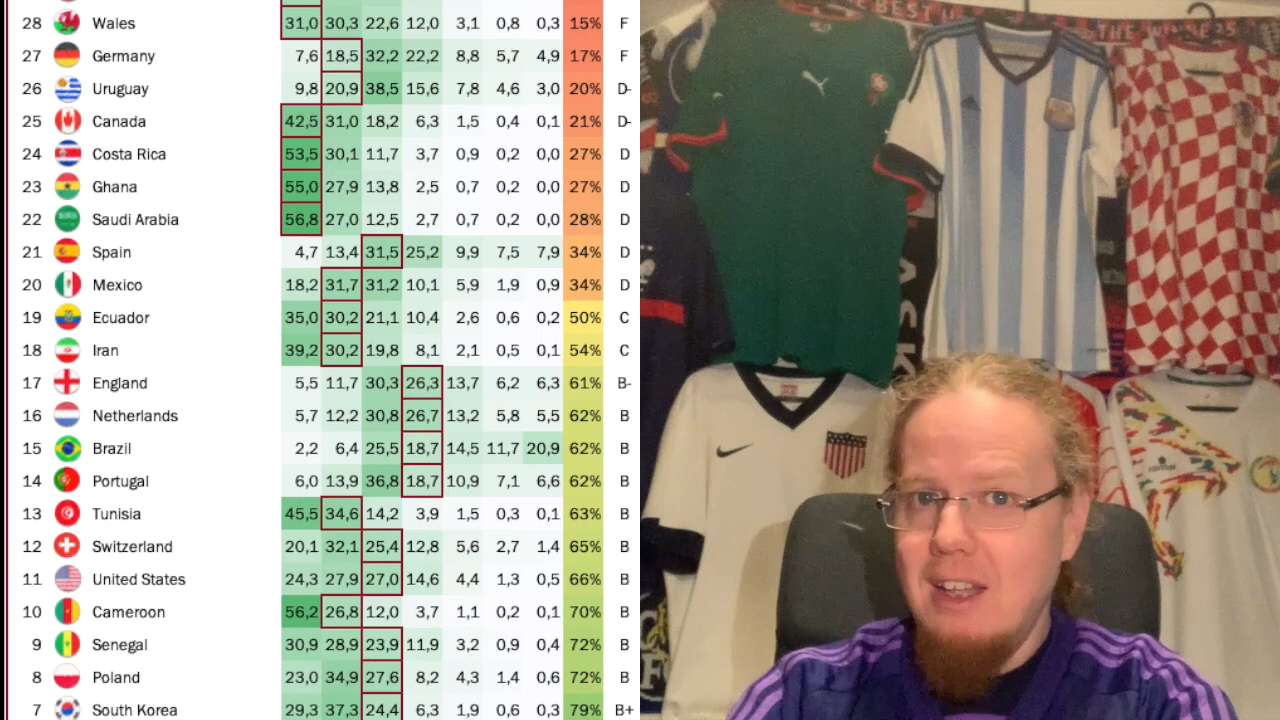 28 Wales 31,0 30,3 22,6 12,0 3,1 0,8 0,3 15% F
27 Germany 7,6 18,5 32,2 22,2 8,8 5,7 4,9 17% F
26 Uruguay 9,8 20,9 38,5 15,6 7,8 4,6 3,0 20% D-
25 Canada 42,5 31,0 18,2 6,3 1,5 0,4 0,1 21% D-
24 Costa Rica 53,5 30,1 11,7 3,7 0,9 0,2 0,0 27% D
23 Ghana 55,0 27,9 13,8 2,5 0,7 0,2 0,0 27% D
22 Saudi Arabia 56,8 27,0 12,5 2,7 0,7 0,2 0,0 28% D
21 Spain 4,7 13,4 31,5 25,2 9,9 7,5 7,9 34% D
20 Mexico 18,2 31,7 31,2 10,1 5,9 1,9 0,9 34% D
19 Ecuador 35,0 30,2 21,1 10,4 2,6 0,6 0,2 50% C
18 Iran 39,2 30,2 19,8 8,1 2,1 0,5 0,1 54% C
17 England 5,5 11,7 30,3 26,3 13,7 6,2 6,3 61% B-
16 Netherlands 5,7 12,2 30,8 26,7 13,2 5,8 5,5 62% B
15 Brazil 2,2 6,4 25,5 18,7 14,5 11,7 20,9 62% B
14 Portugal 6,0 13,9 36,8 18,7 10,9 7,1 6,6 62% B
13 Tunisia 45,5 34,6 14,2 3,9 1,5 0,3 0,1 63% B
12 Switzerland 20,1 32,1 25,4 12,8 5,6 2,7 1,4 65% B
11 United States 24,3 27,9 27,0 14,6 4,4 1,3 0,5 66% B
10 Cameroon 56,2 26,8 12,0 3,7 1,1 0,2 0,1 70% B
9 Senegal 30,9 28,9 23,9 11,9 3,2 0,9 0,4 72% B
8 Poland 23,0 34,9 27,6 8,2 4,3 1,4 0,6 72% B
7 South Korea 29,3 37,3 24,4 6,3 1,9 0,6 0,3 79% B+
BEST
THE WINNERS